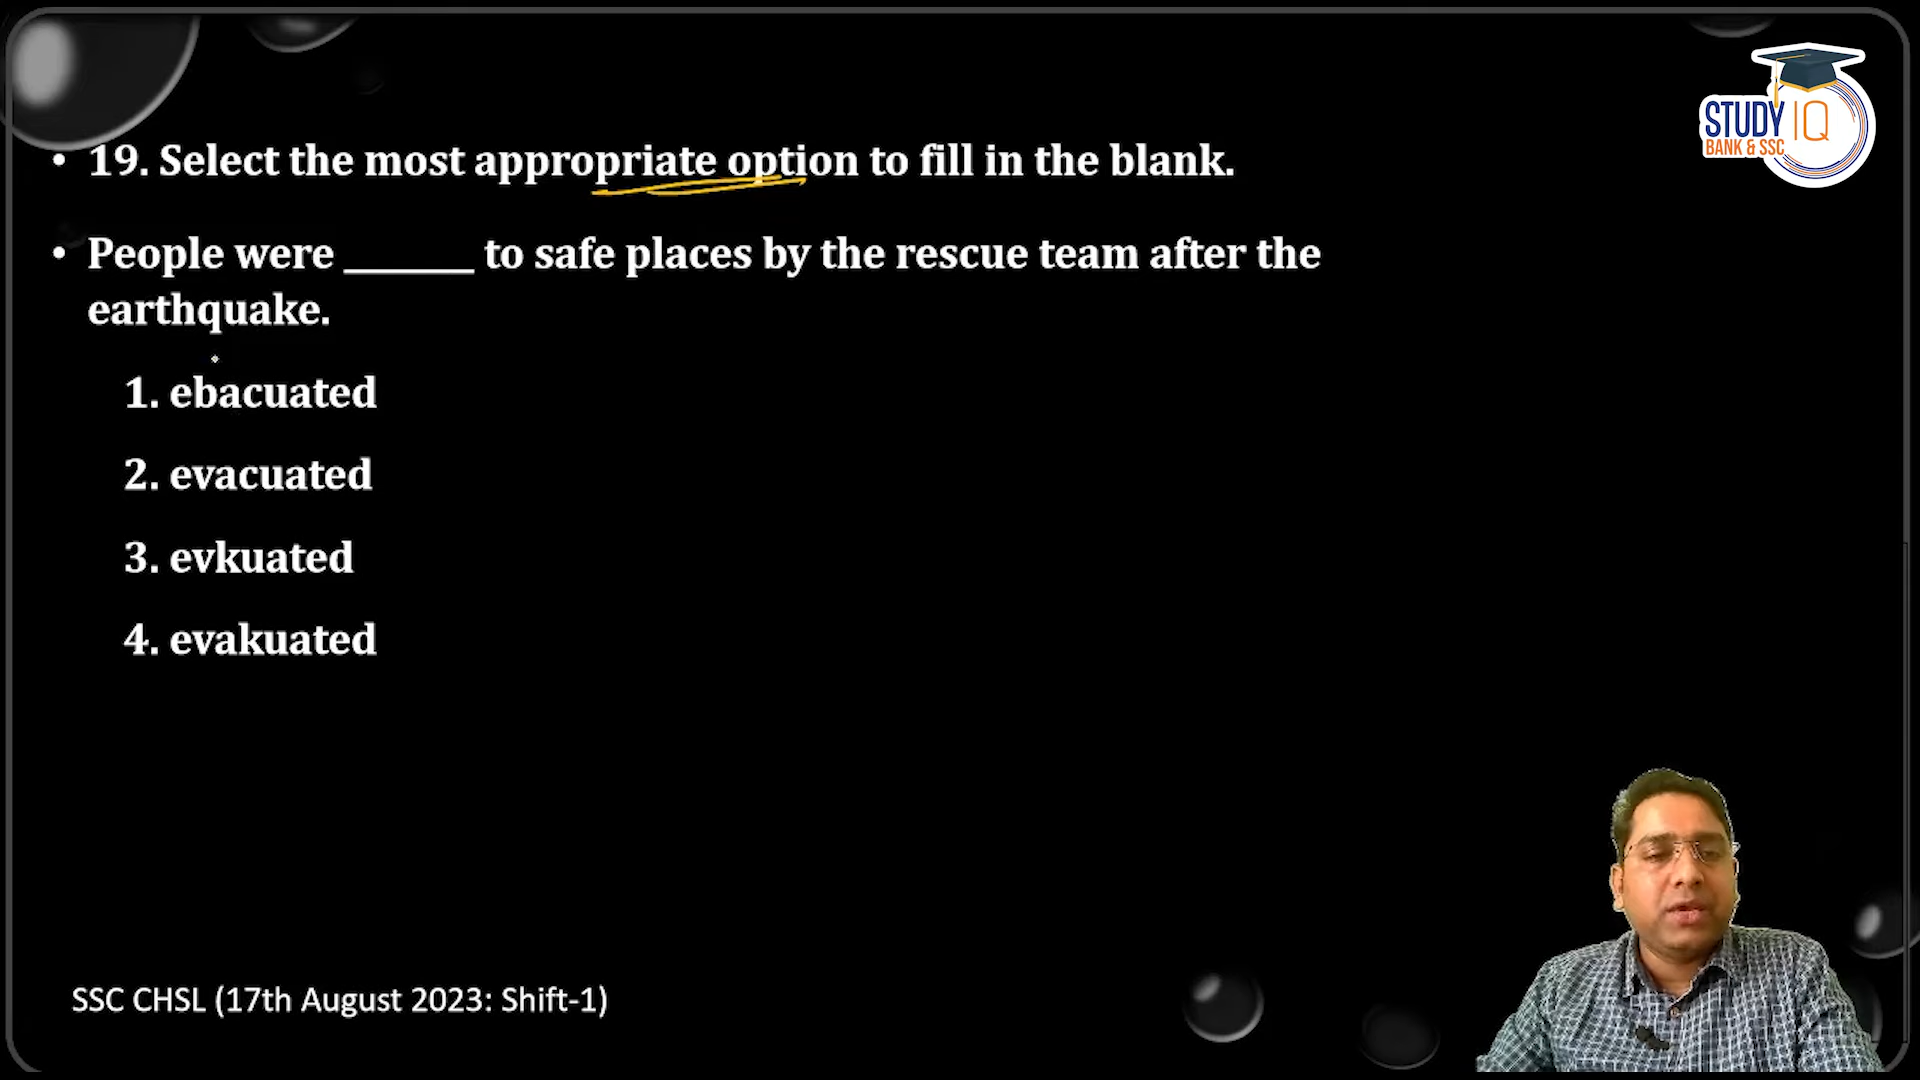 STUDY IQ
BANK & SSC
• 19. Select the most appropriate option to fill in the blank.
• People were ______ to safe places by the rescue team after the
earthquake.
1. ebacuated
2. evacuated
3. evkuated
4. evakuated
SSC CHSL (17th August 2023: Shift-1)